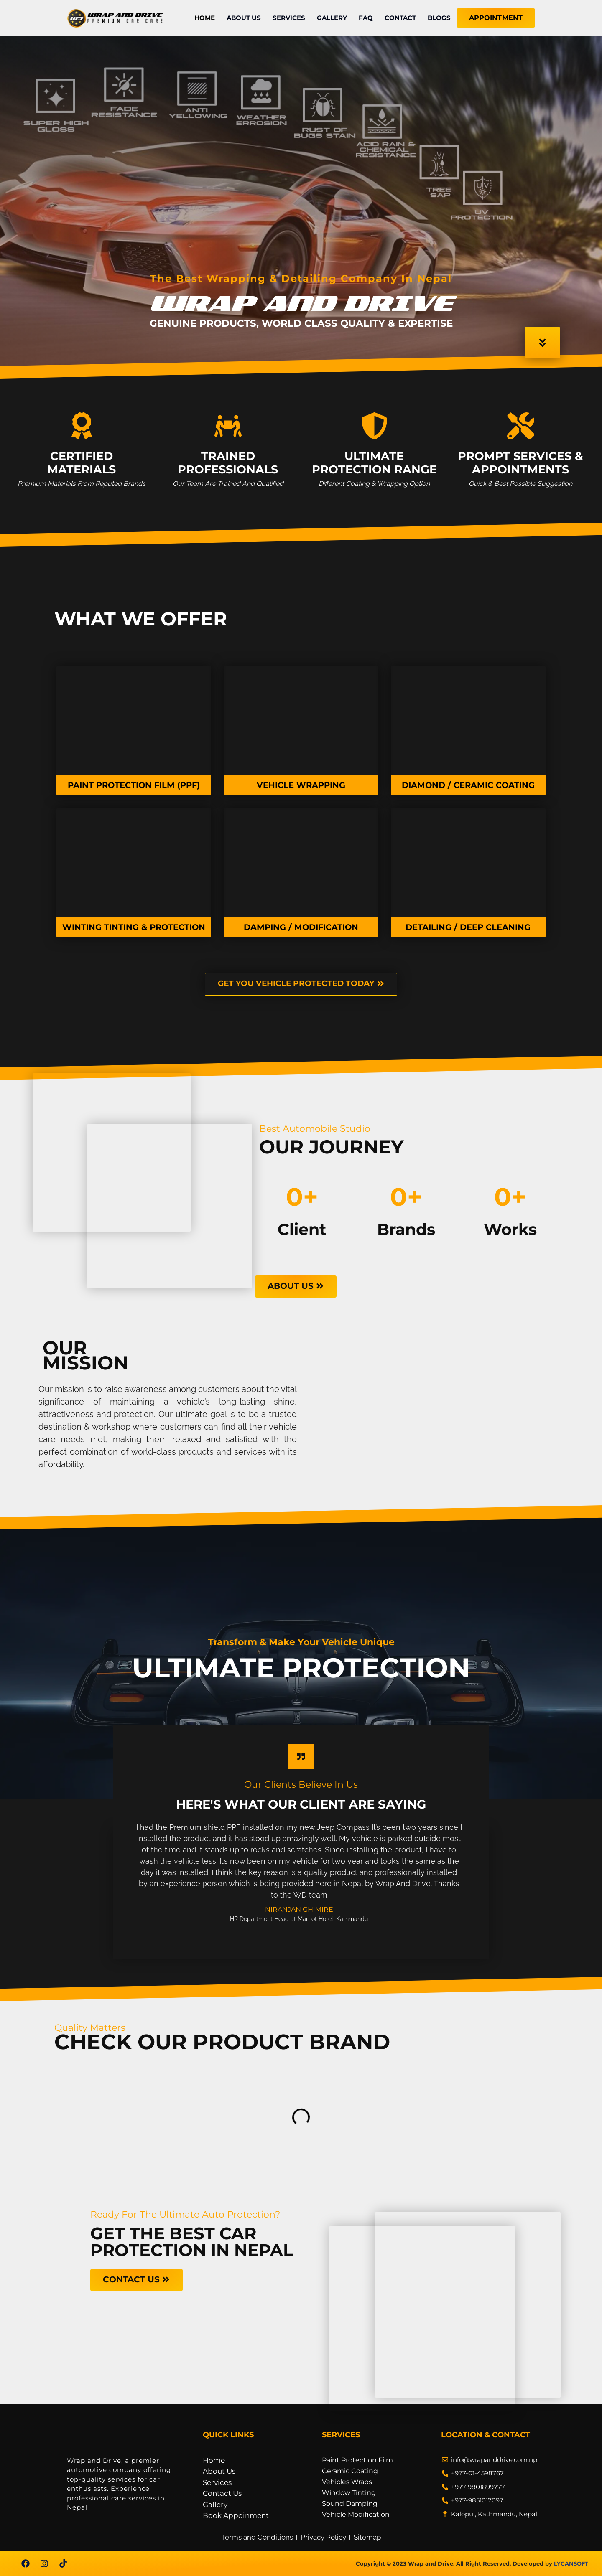 WRAP AND DRIVE
PREMIUM CAR CARE
HOME
ABOUT US
SERVICES
GALLERY
FAQ
CONTACT
BLOGS
APPOINTMENT
SUPER HIGH
GLOSS
FADE
RESISTANCE
ANTI
YELLOWING
WEATHER
ERROSION
RUST OF
BUGS STAIN
ACID RAIN &
CHEMICAL
RESISTANCE
TREE
SAP
UV
UV
PROTECTION
The Best Wrapping & Detailing Company In Nepal
WRAP AND DRIVE
GENUINE PRODUCTS, WORLD CLASS QUALITY & EXPERTISE
CERTIFIED
MATERIALS
Premium Materials From Reputed Brands
TRAINED
PROFESSIONALS
Our Team Are Trained And Qualified
ULTIMATE
PROTECTION RANGE
Different Coating & Wrapping Option
PROMPT SERVICES &
APPOINTMENTS
Quick & Best Possible Suggestion
WHAT WE OFFER
PAINT PROTECTION FILM (PPF)
VEHICLE WRAPPING
DIAMOND / CERAMIC COATING
WINTING TINTING & PROTECTION
DAMPING / MODIFICATION
DETAILING / DEEP CLEANING
GET YOU VEHICLE PROTECTED TODAY
Best Automobile Studio
OUR JOURNEY
0+
Client
0+
Brands
0+
Works
ABOUT US
OUR
MISSION
Our mission is to raise awareness among customers about the vital
significance of maintaining a vehicle's long-lasting shine,
attractiveness and protection. Our ultimate goal is to be a trusted
destination & workshop where customers can find all their vehicle
care needs met, making them relaxed and satisfied with the
perfect combination of world-class products and services with its
affordability.
Transform & Make Your Vehicle Unique
ULTIMATE PROTECTION
Our Clients Believe In Us
HERE'S WHAT OUR CLIENT ARE SAYING
I had the Premium shield PPF installed on my new Jeep Compass It's been two years since I
installed the product and it has stood up amazingly well. My vehicle is parked outside most
of the time and it stands up to rocks and scratches. Since installing the product, I have to
wash the vehicle less. It's now been on my vehicle for two year and looks the same as the
day it was installed. I think the key reason is a quality product and professionally installed
by an experience person which is being provided here in Nepal by Wrap And Drive. Thanks
to the WD team
NIRANJAN GHIMIRE
HR Department Head at Marriot Hotel, Kathmandu
Quality Matters
CHECK OUR PRODUCT BRAND
Ready For The Ultimate Auto Protection?
GET THE BEST CAR
PROTECTION IN NEPAL
CONTACT US
Wrap and Drive, a premier
automotive company offering
top-quality services for car
enthusiasts. Experience
professional care services in
Nepal
QUICK LINKS
Home
About Us
Services
Contact Us
Gallery
Book Appointment
SERVICES
Paint Protection Film
Ceramic Coating
Vehicles Wraps
Window Tinting
Sound Damping
Vehicle Modification
LOCATION & CONTACT
info@wrapanddrive.com.np
+977-01-4598767
+977 9801899777
+977-9851017097
Kalopul, Kathmandu, Nepal
Terms and Conditions | Privacy Policy | Sitemap
Copyright © 2023 Wrap and Drive. All Right Reserved. Developed by LYCANSOFT